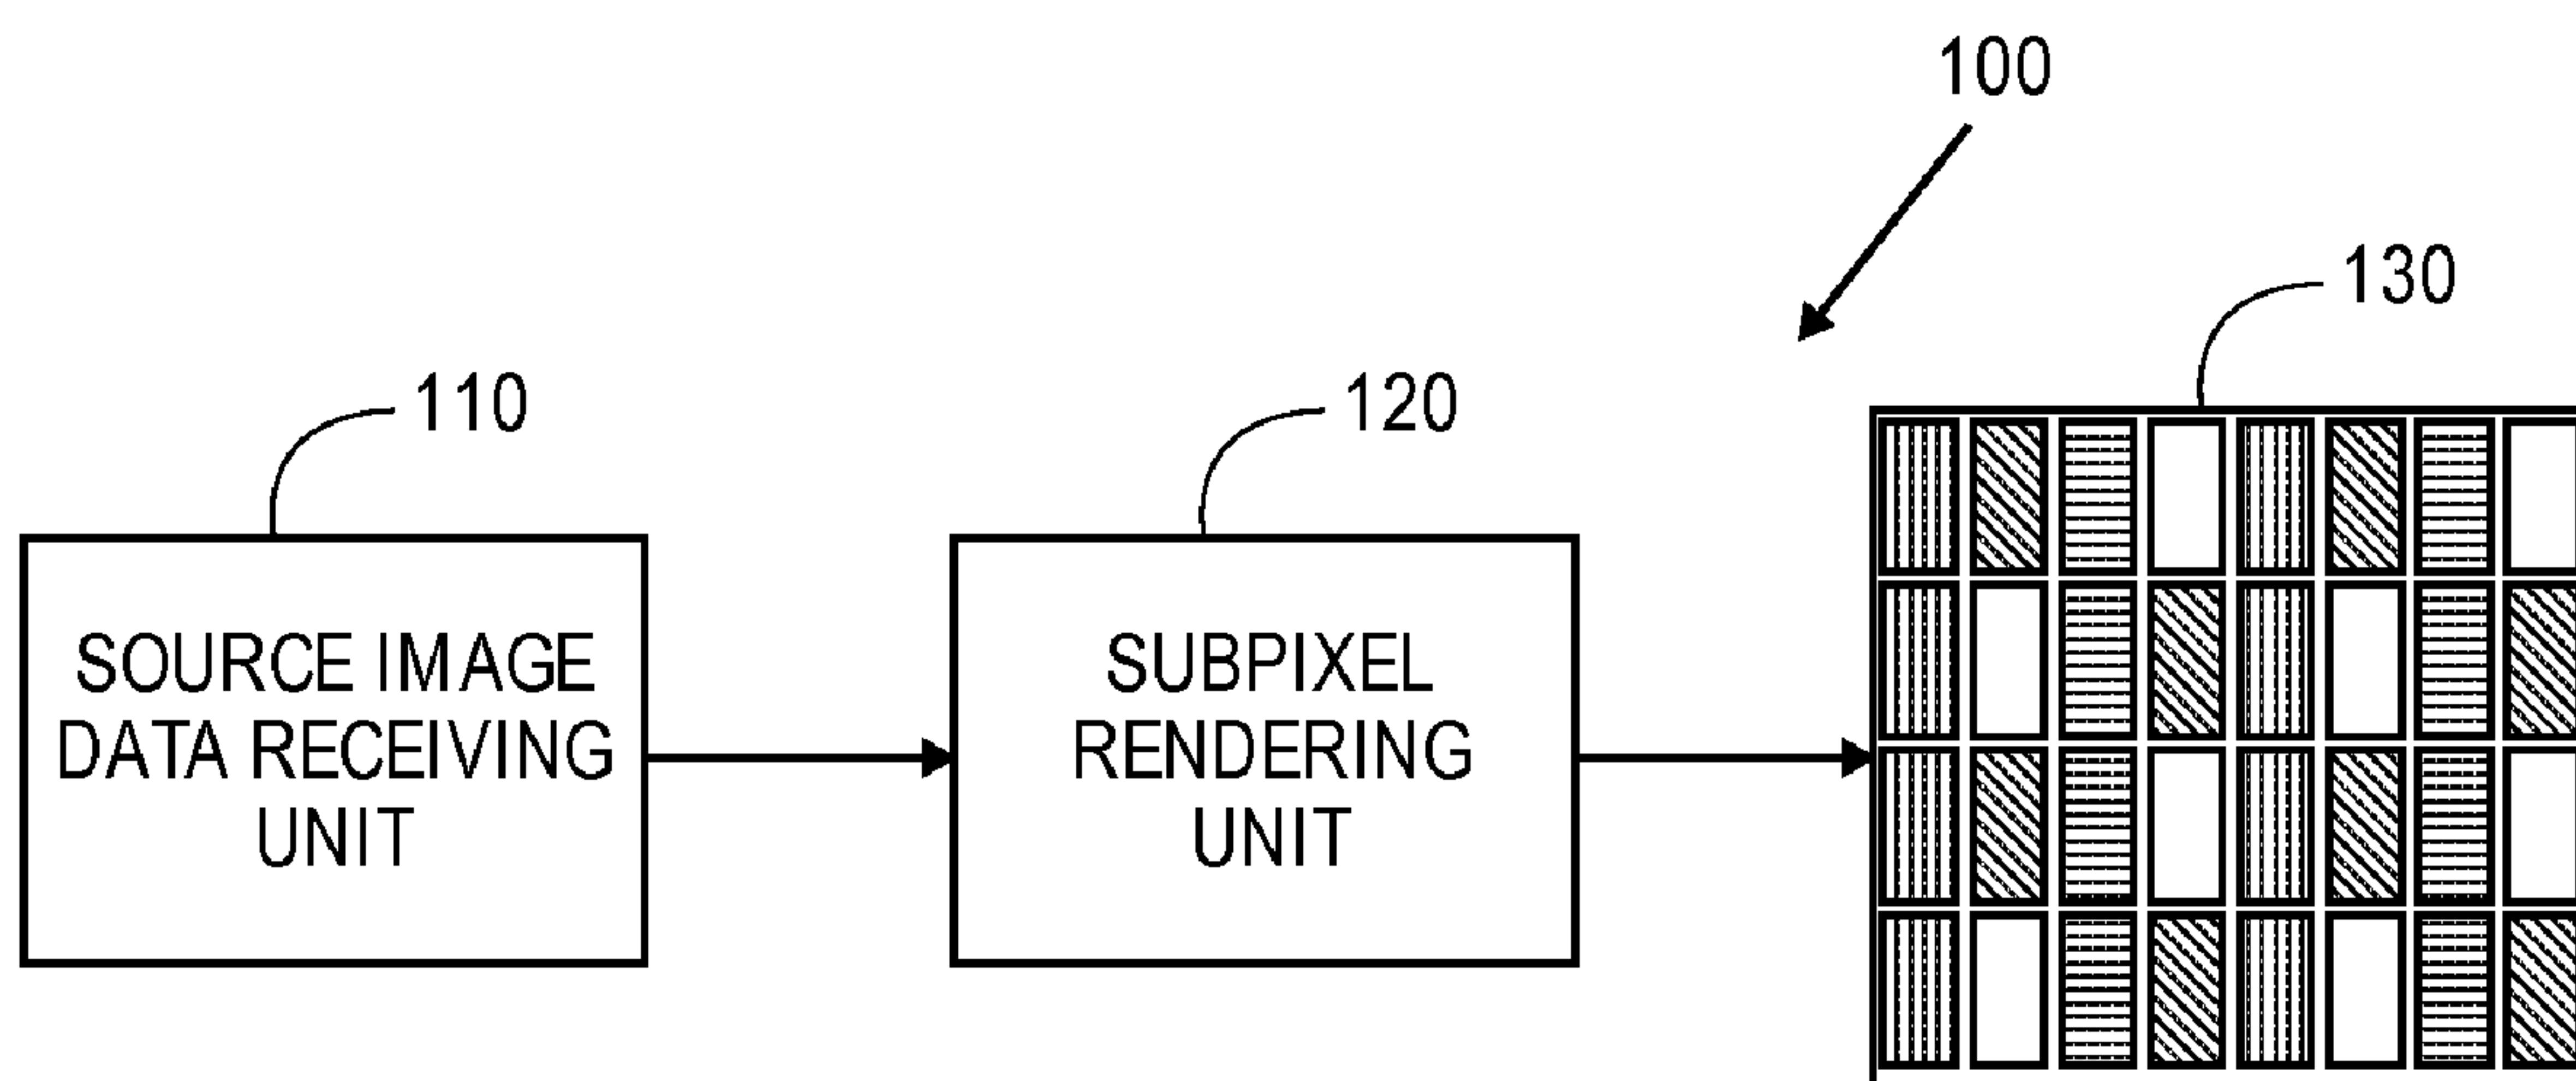 100
130
110
120
SOURCE IMAGE
DATA RECEIVING
UNIT
SUBPIXEL
RENDERING
UNIT